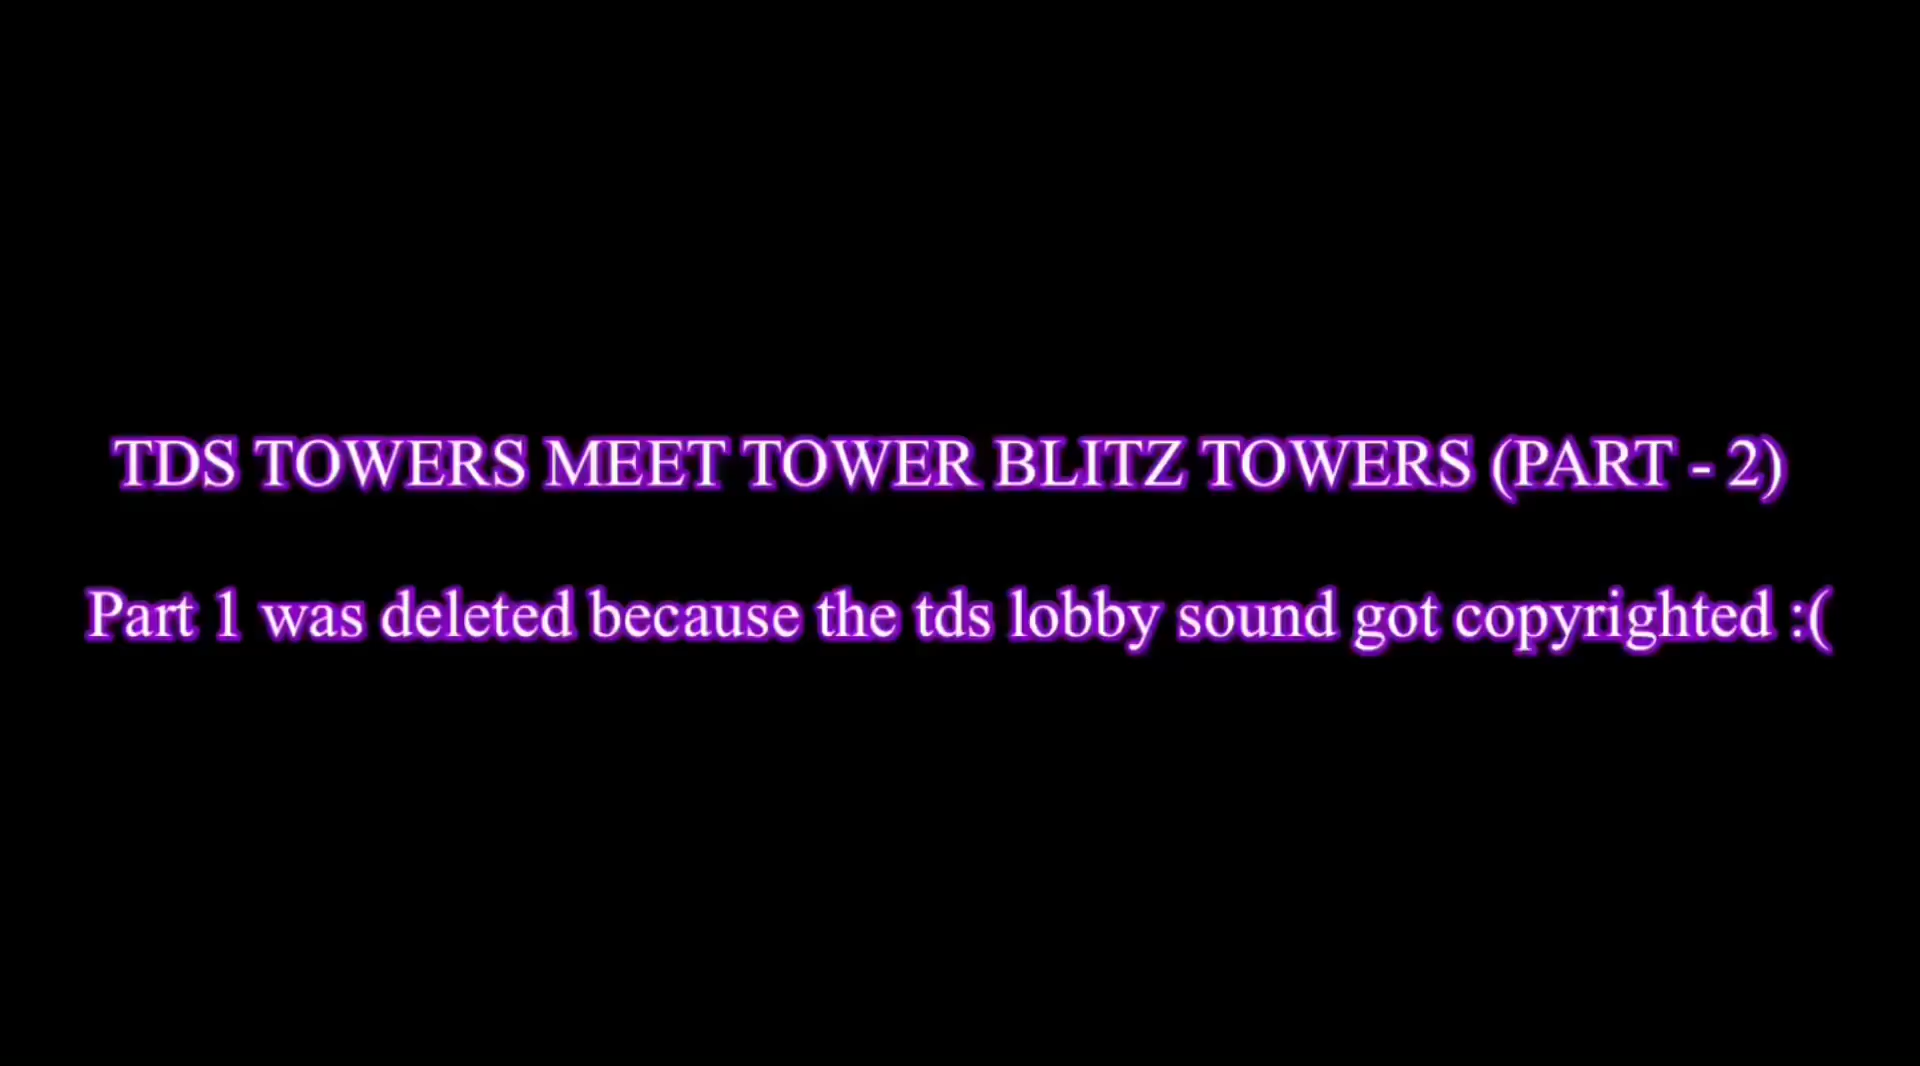 TDS TOWERS MEET TOWER BLITZ TOWERS (PART - 2)
Part 1 was deleted because the tds lobby sound got copyrighted :(